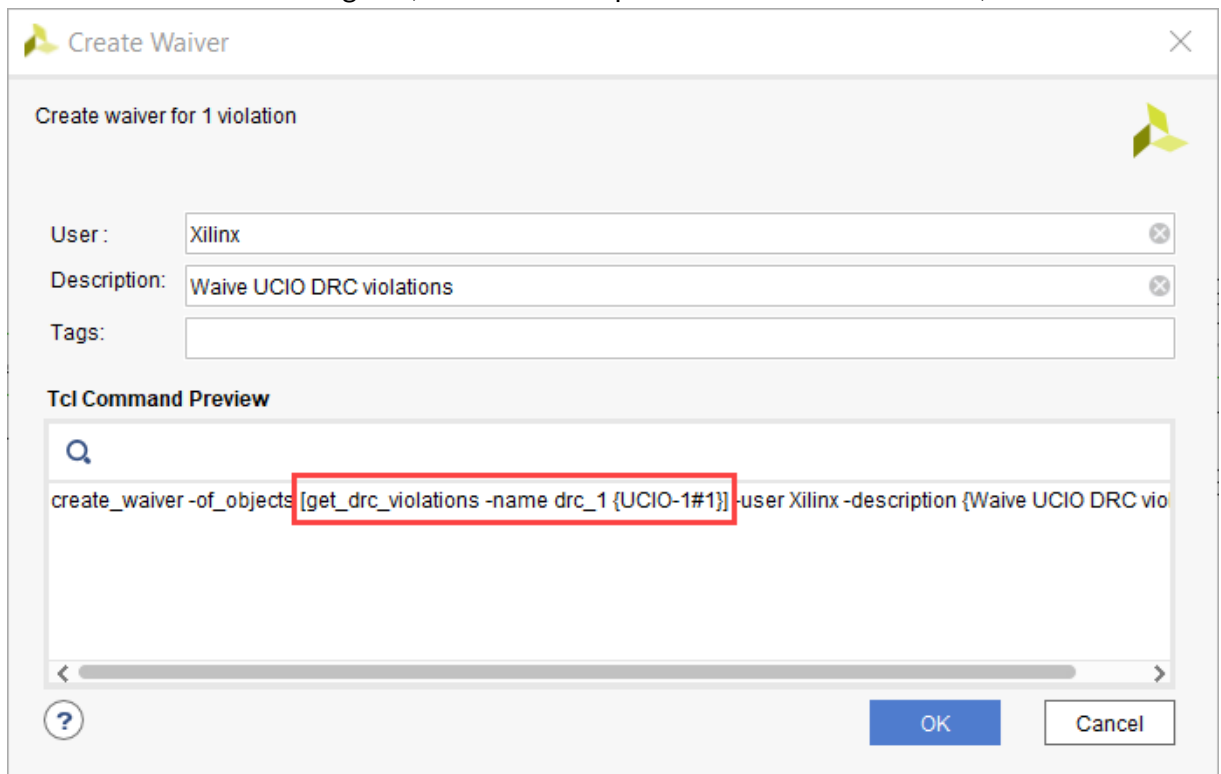 Create Waiver
Create waiver for 1 violation
User : Xilinx
Description: Waive UCIO DRC violations
Tags:
Tcl Command Preview
create_waiver -of_objects [get_drc_violations -name drc_1 {UCIO-1#1}] -user Xilinx -description {Waive UCIO DRC vio
?
OK Cancel